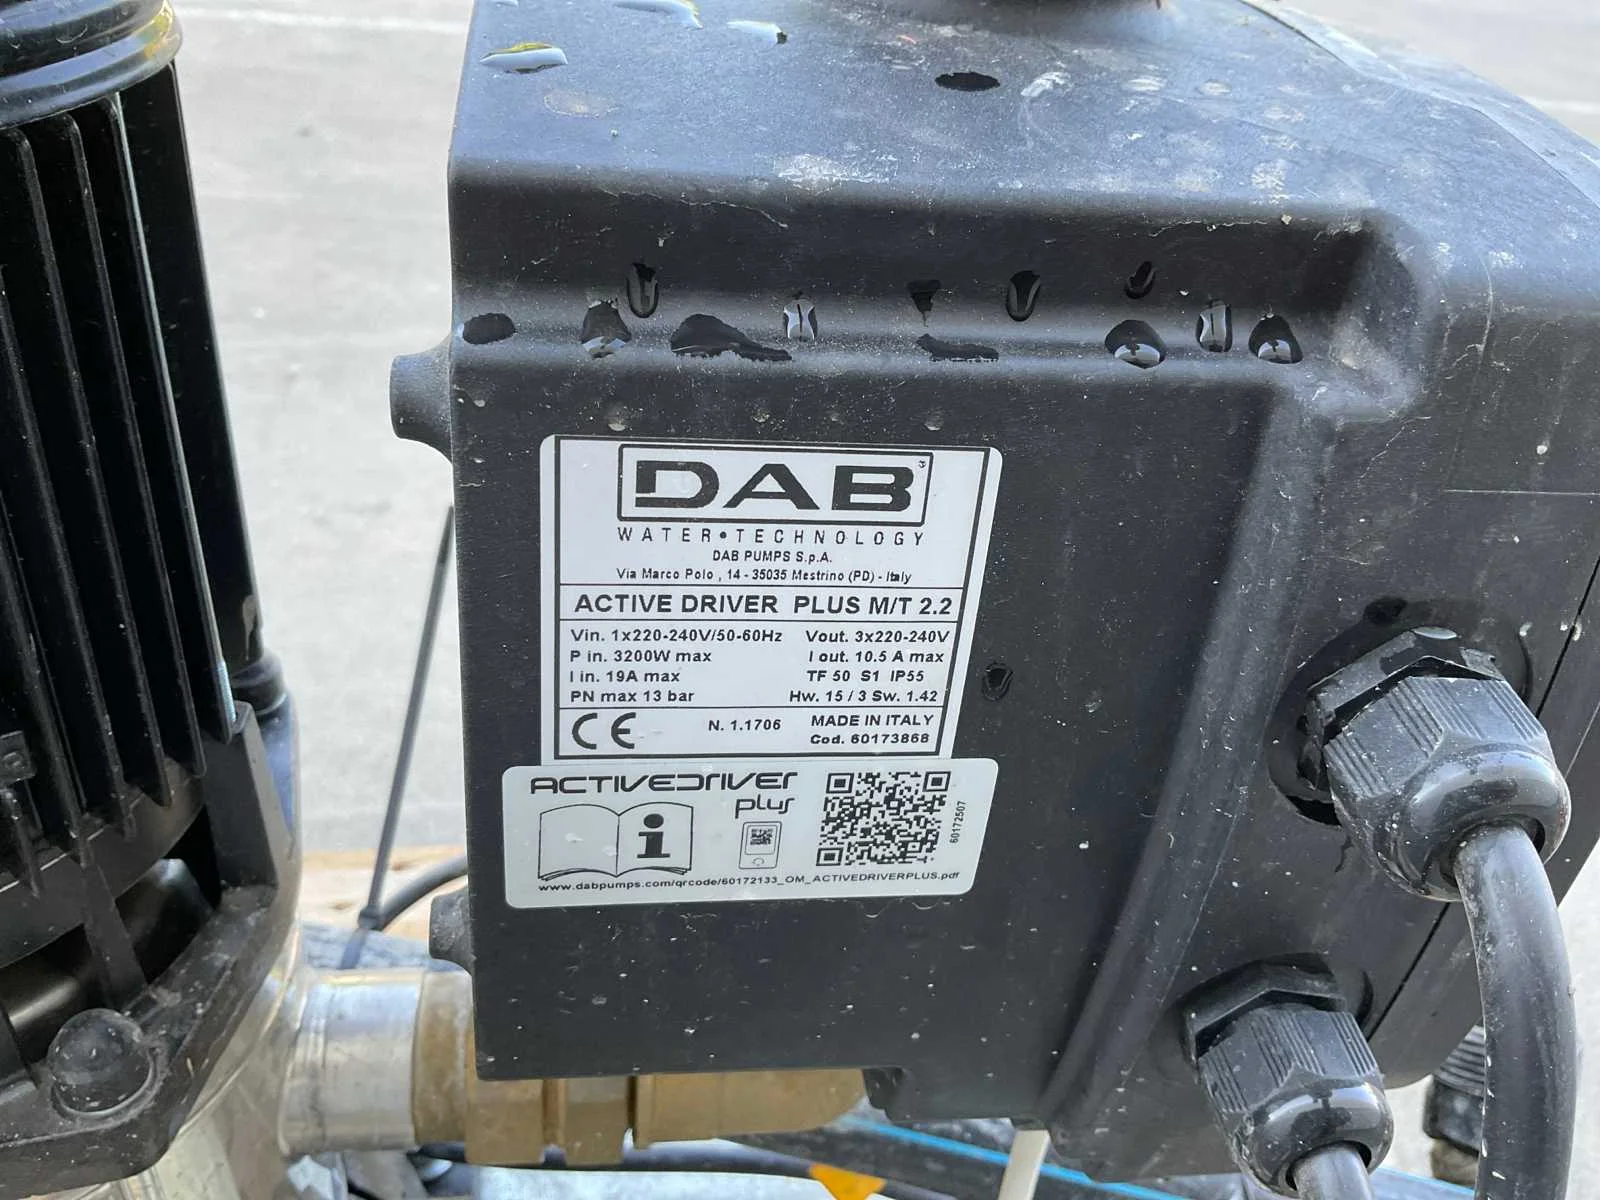 DAB
WATER•TECHNOLOGY
DAB PUMPS S.p.A.
Via Marco Polo , 14 - 35035 Mestrino (PD) - Italy
ACTIVE DRIVER PLUS M/T 2.2
Vin. 1x220-240V/50-60Hz Vout. 3x220-240V
P in. 3200W max I out. 10.5 A max
I in. 19A max TF 50 S1 IP55
PN max 13 bar Hw. 15 / 3 Sw. 1.42
CE N. 1.1706 MADE IN ITALY
Cod. 60173868
ACTIVEDRIVER
plus
i
60172507
www.dabpumps.com/qrcode/60172133_OM_ACTIVEDRIVERPLUS.pdf